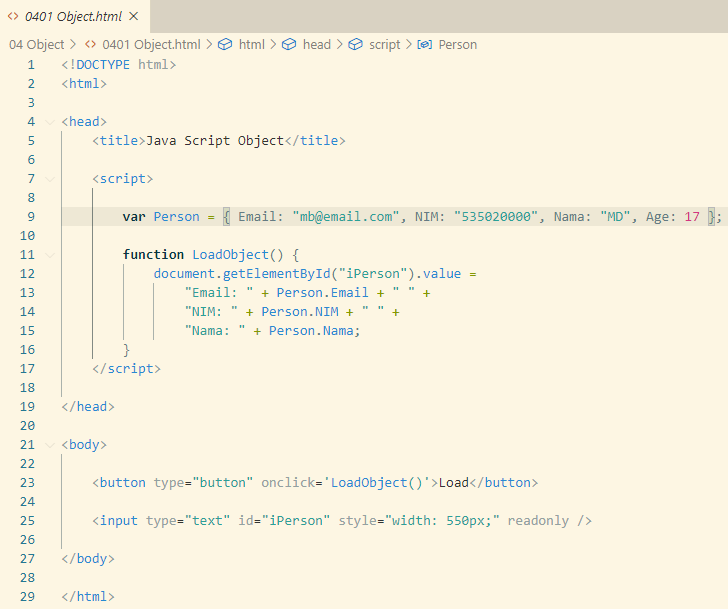 0401 Object.html
04 Object > 0401 Object.html > html > head > script > Person
1 <!DOCTYPE html>
2 <html>
3
4 <head>
5 <title>Java Script Object</title>
6
7 <script>
8
9 var Person = { Email: "mb@email.com", NIM: "535020000", Nama: "MD", Age: 17 };
10
11 function LoadObject() {
12 document.getElementById("iPerson").value =
13 "Email: " + Person.Email + " " +
14 "NIM: " + Person.NIM + " " +
15 "Nama: " + Person.Nama;
16 }
17 </script>
18
19 </head>
20
21 <body>
22
23 <button type="button" onclick='LoadObject()'>Load</button>
24
25 <input type="text" id="iPerson" style="width: 550px;" readonly />
26
27 </body>
28
29 </html>